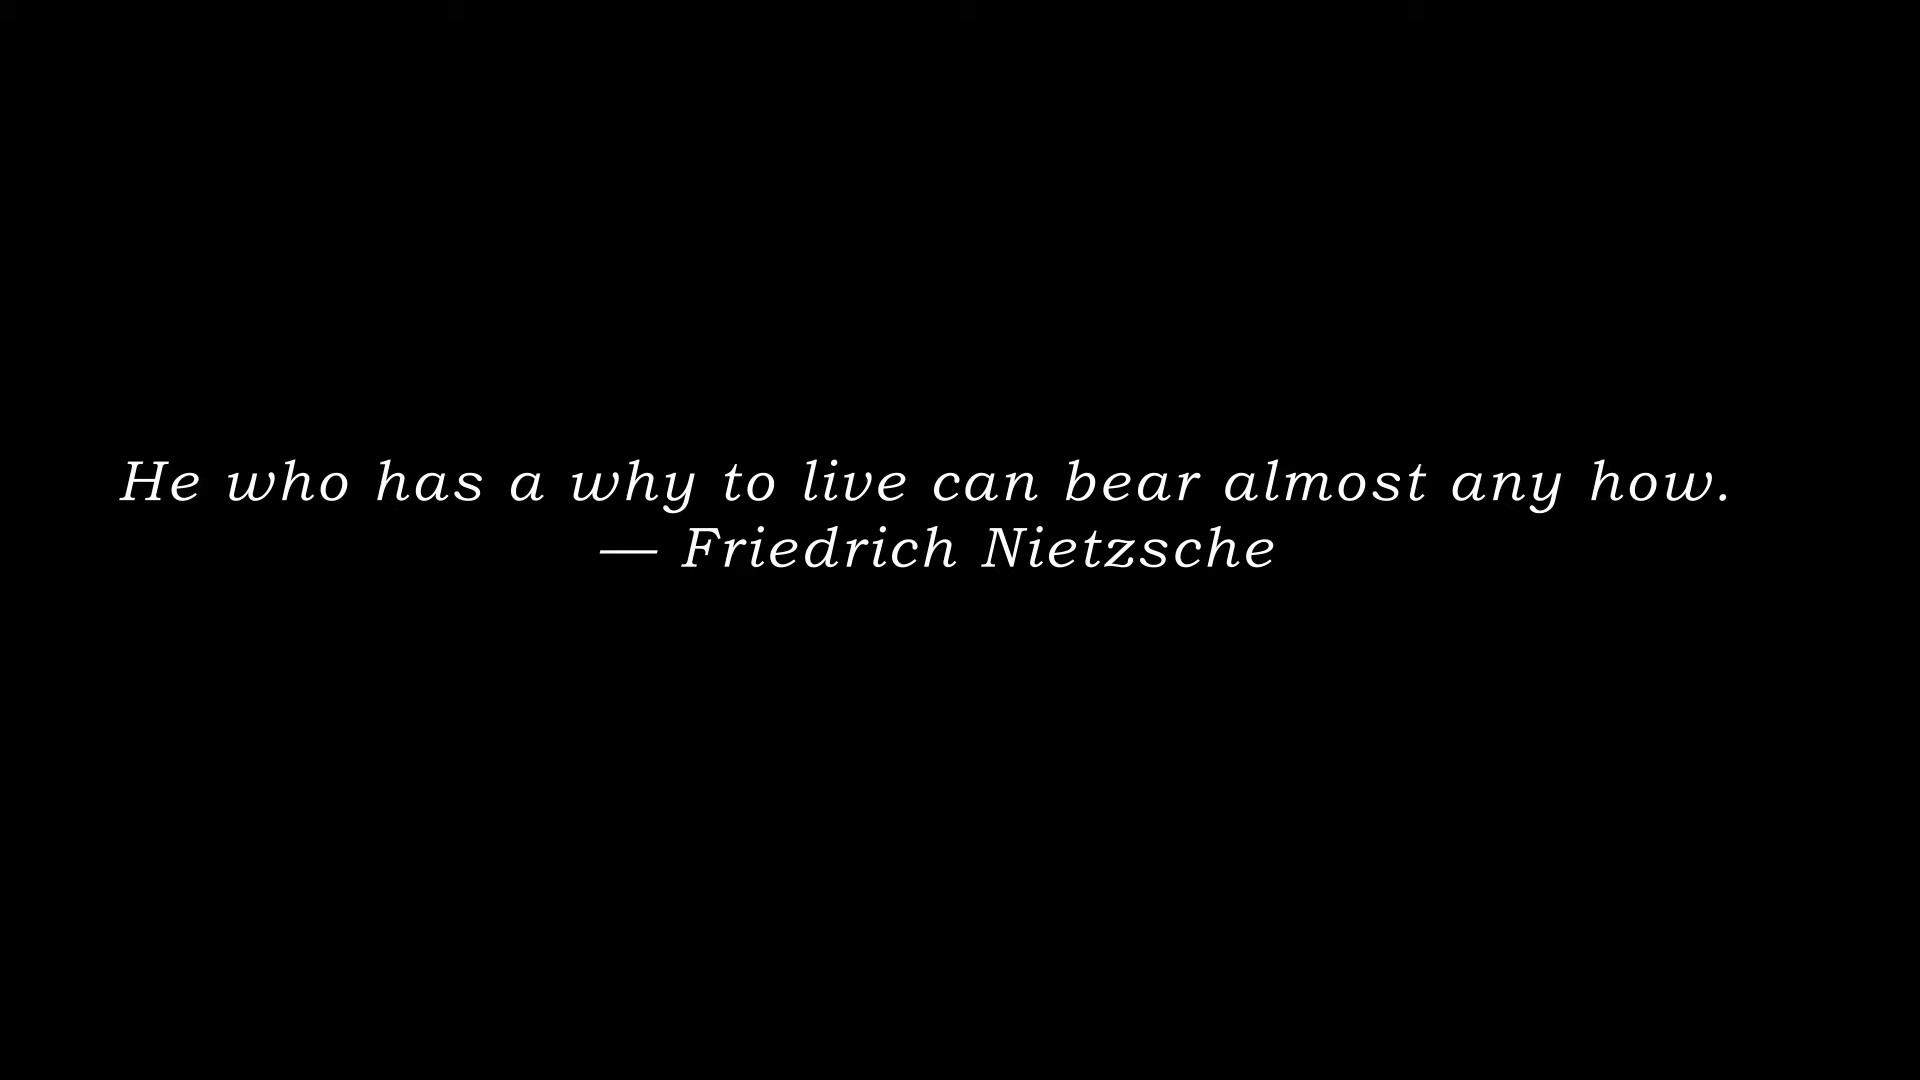 He who has a why to live can bear almost any how.
— Friedrich Nietzsche